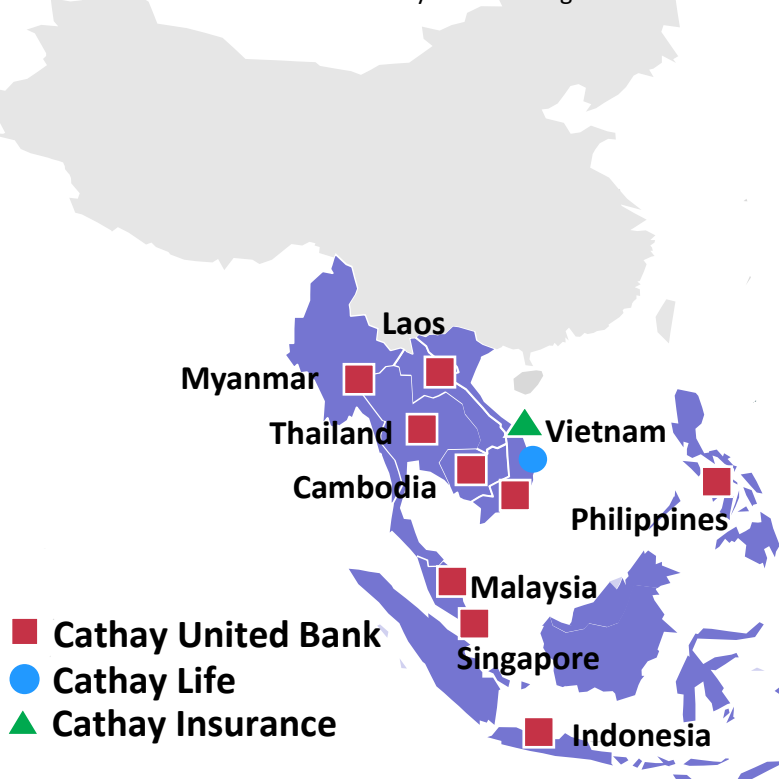 Laos
Myanmar
Thailand
Vietnam
Cambodia
Philippines
Malaysia
Cathay United Bank
Singapore
Cathay Life
Cathay Insurance
Indonesia